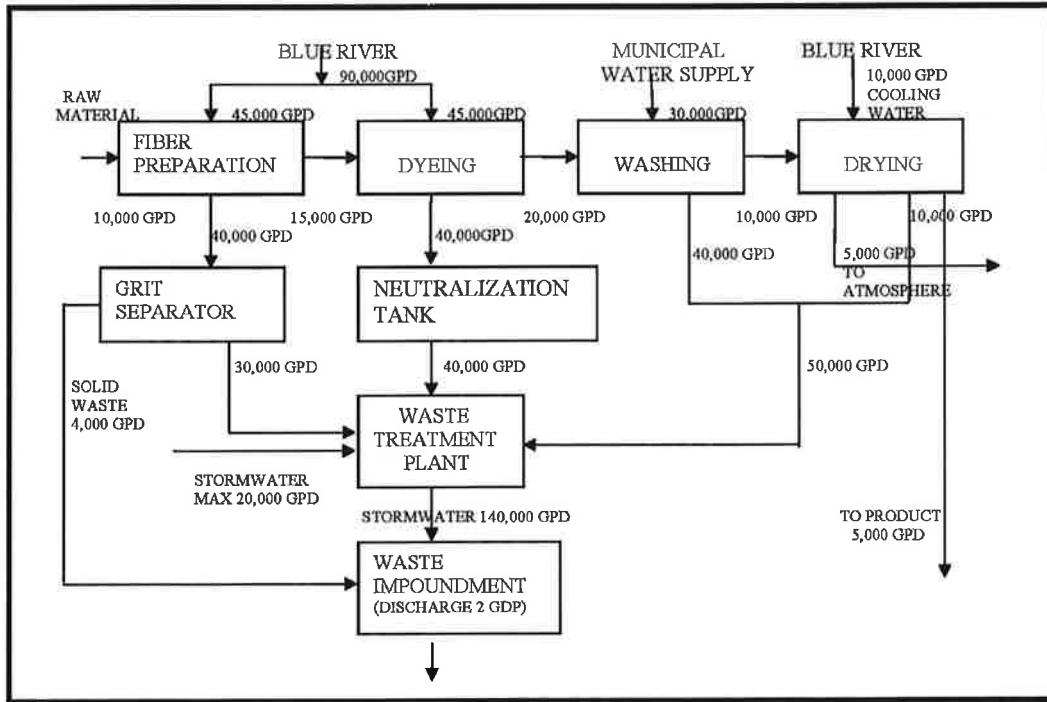 BLUE RIVER
90,000GPD
MUNICIPAL
WATER SUPPLY
BLUE RIVER
10,000 GPD
COOLING
WATER
RAW
MATERIAL
45,000 GPD
45,000GPD
30,000GPD
FIBER
PREPARATION
DYEING
WASHING
DRYING
10,000 GPD
15,000 GPD
20,000 GPD
10,000 GPD
10,000 GPD
40,000 GPD
40,000GPD
40,000 GPD
5,000 GPD
TO
ATMOSPHERE
GRIT
SEPARATOR
NEUTRALIZATION
TANK
30,000 GPD
40,000 GPD
50,000 GPD
SOLID
WASTE
4,000 GPD
WASTE
TREATMENT
PLANT
STORMWATER
MAX 20,000 GPD
STORMWATER 140,000 GPD
TO PRODUCT
5,000 GPD
WASTE
IMPOUNDMENT
(DISCHARGE 2 GDP)